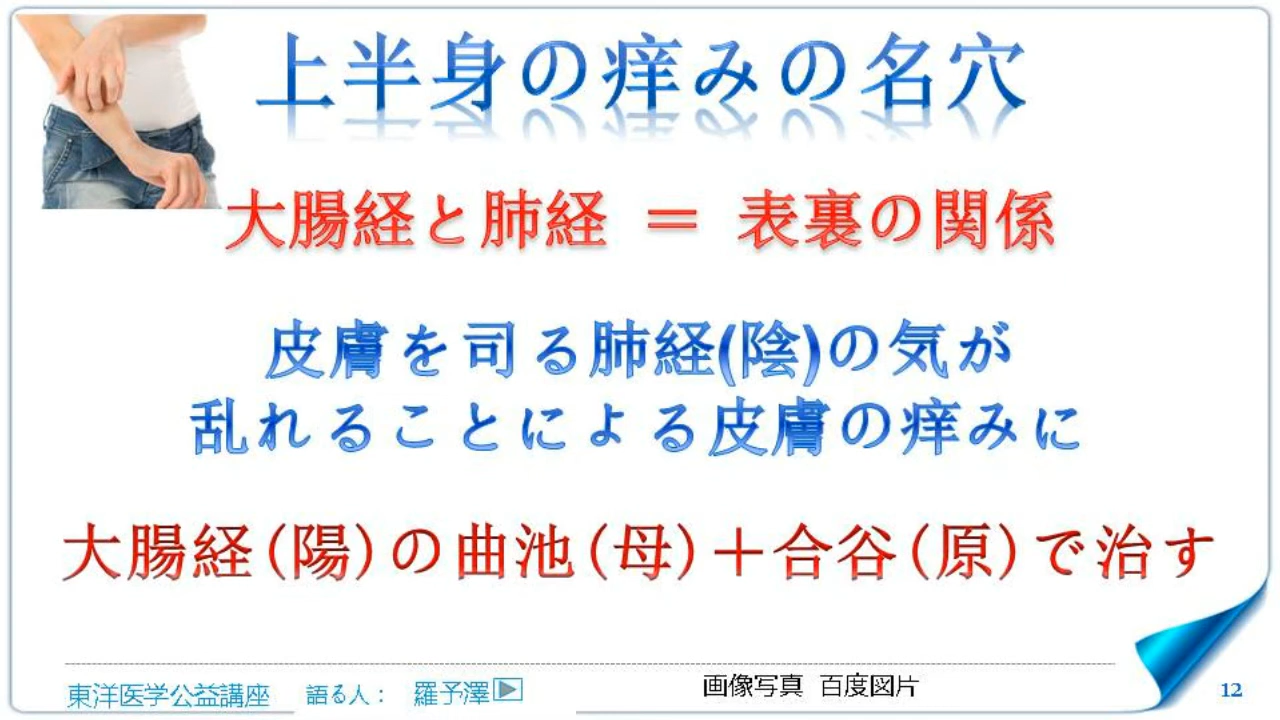 上半身の痒みの名穴
大腸経と肺経 ＝ 表裏の関係
皮膚を司る肺経(陰)の気が
乱れることによる皮膚の痒みに
大腸経(陽)の曲池(母)＋合谷(原)で治す
東洋医学公益講座 語る人： 羅予澤 画像写真 百度図片 12